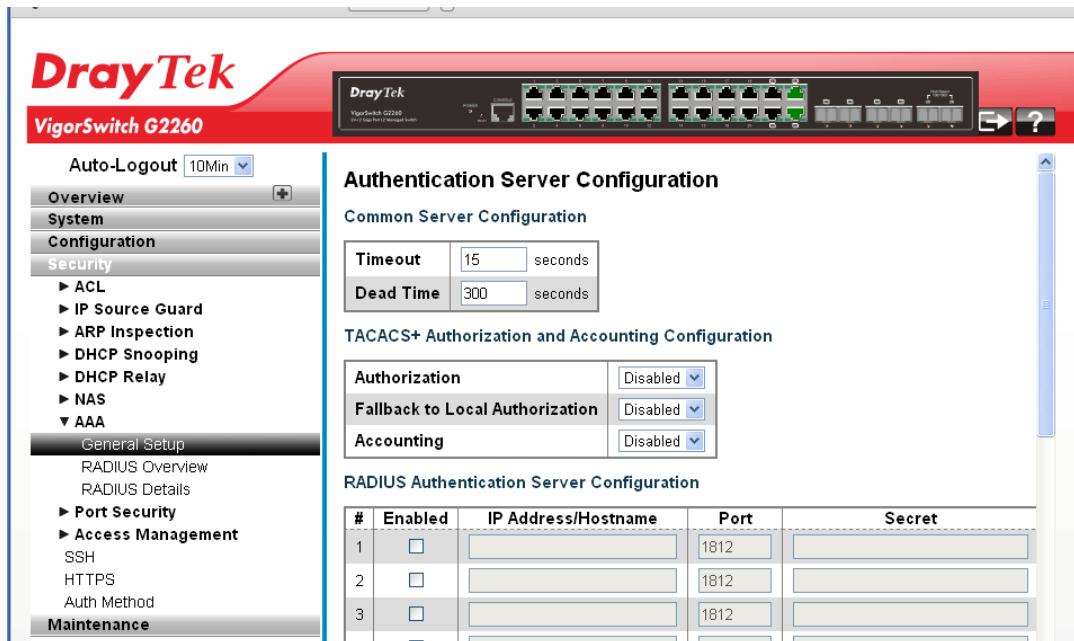 DrayTek
VigorSwitch G2260
DrayTek
VigorSwitch G2260
POWER
CONSOLE
?
Auto-Logout 10Min
Overview
System
Configuration
Security
ACL
IP Source Guard
ARP Inspection
DHCP Snooping
DHCP Relay
NAS
AAA
General Setup
RADIUS Overview
RADIUS Details
Port Security
Access Management
SSH
HTTPS
Auth Method
Maintenance
Authentication Server Configuration
Common Server Configuration
Timeout 15 seconds
Dead Time 300 seconds
TACACS+ Authorization and Accounting Configuration
Authorization Disabled
Fallback to Local Authorization Disabled
Accounting Disabled
RADIUS Authentication Server Configuration
# Enabled IP Address/Hostname Port Secret
1 1812
2 1812
3 1812